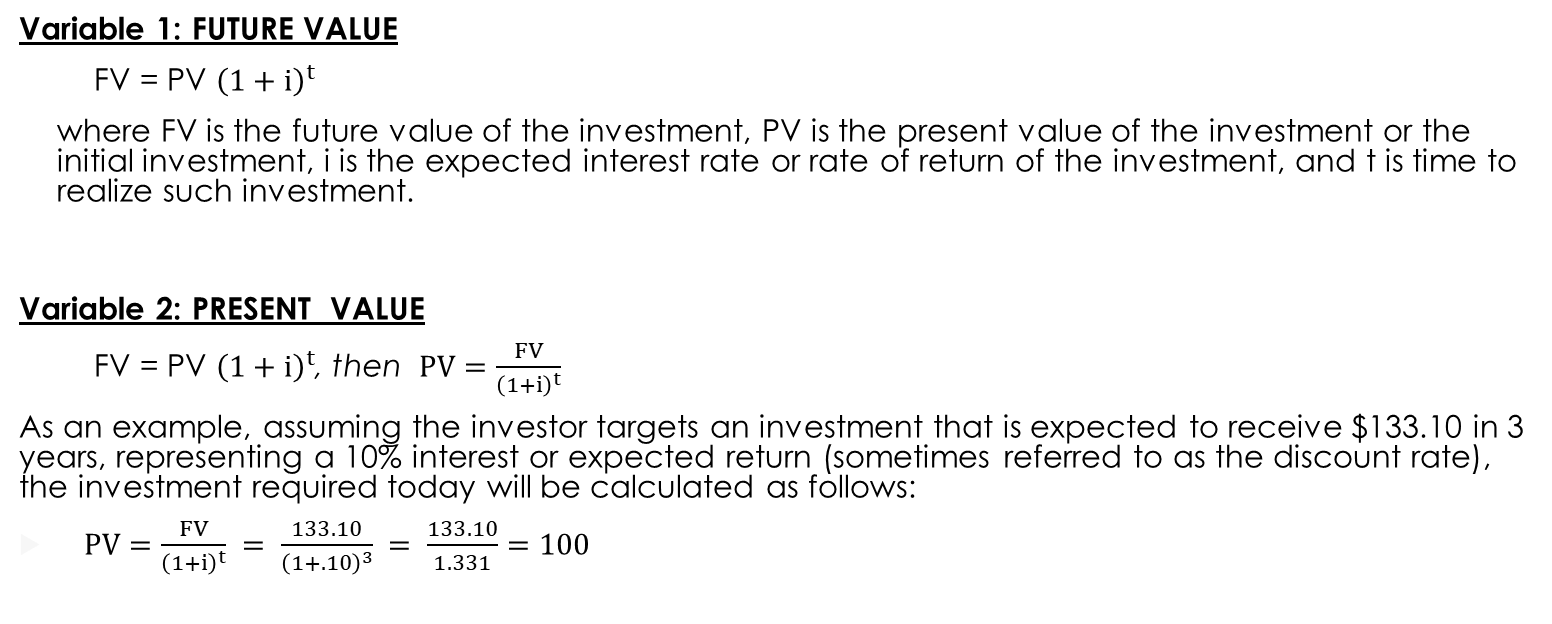 Variable 1: FUTURE VALUE
FV = PV (1 + i)^t
where FV is the future value of the investment, PV is the present value of the investment or the
initial investment, i is the expected interest rate or rate of return of the investment, and t is time to
realize such investment.
Variable 2: PRESENT VALUE
FV = PV (1 + i)^t, then PV = FV/(1+i)^t
As an example, assuming the investor targets an investment that is expected to receive $133.10 in 3
years, representing a 10% interest or expected return (sometimes referred to as the discount rate),
the investment required today will be calculated as follows:
PV = FV/(1+i)^t = 133.10/(1+.10)^3 = 133.10/1.331 = 100